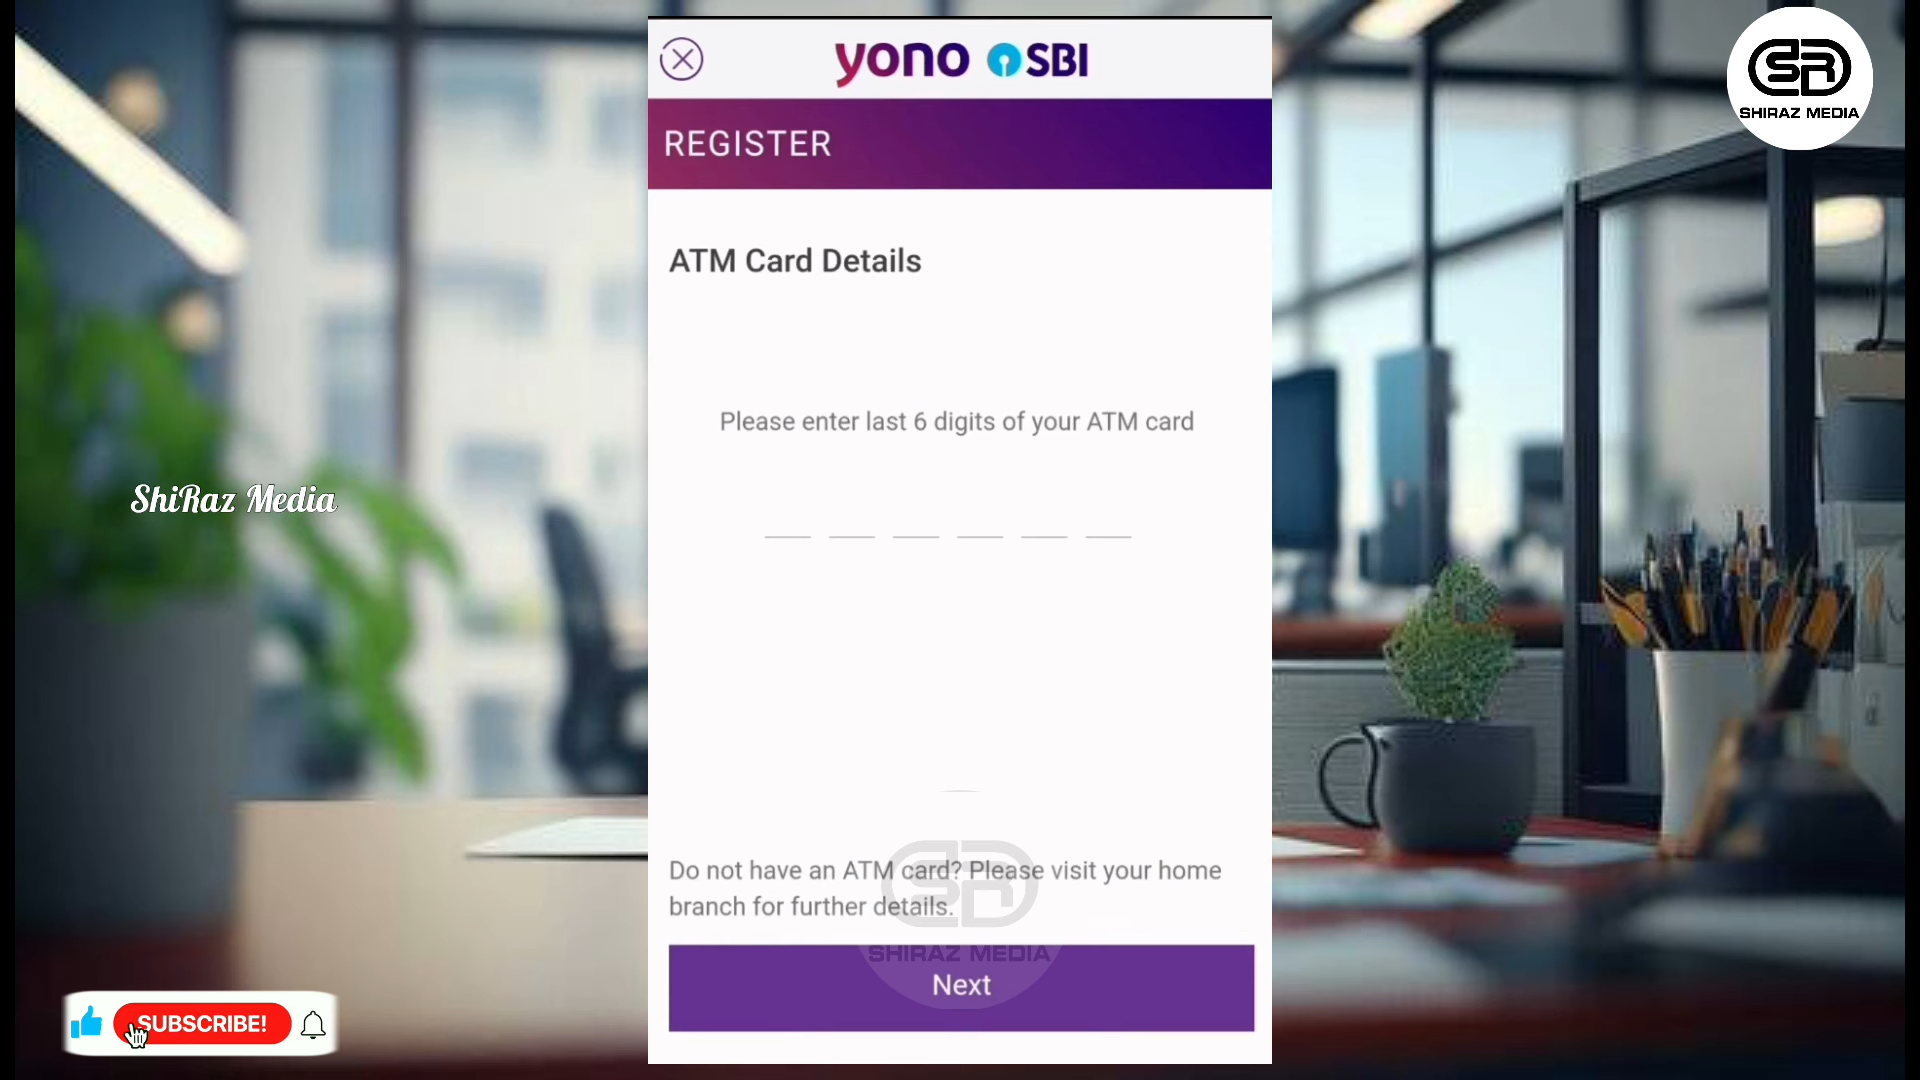 yono SBI
REGISTER
ATM Card Details
Please enter last 6 digits of your ATM card
Do not have an ATM card? Please visit your home
branch for further details.
SHIRAZ MEDIA
Next
SR
SHIRAZ MEDIA
ShiRaz Media
SUBSCRIBE!